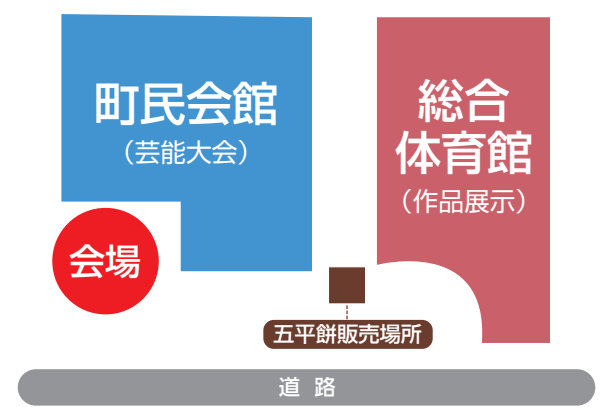 町民会館
（芸能大会）
総合
体育館
（作品展示）
会場
五平餅販売場所
道路